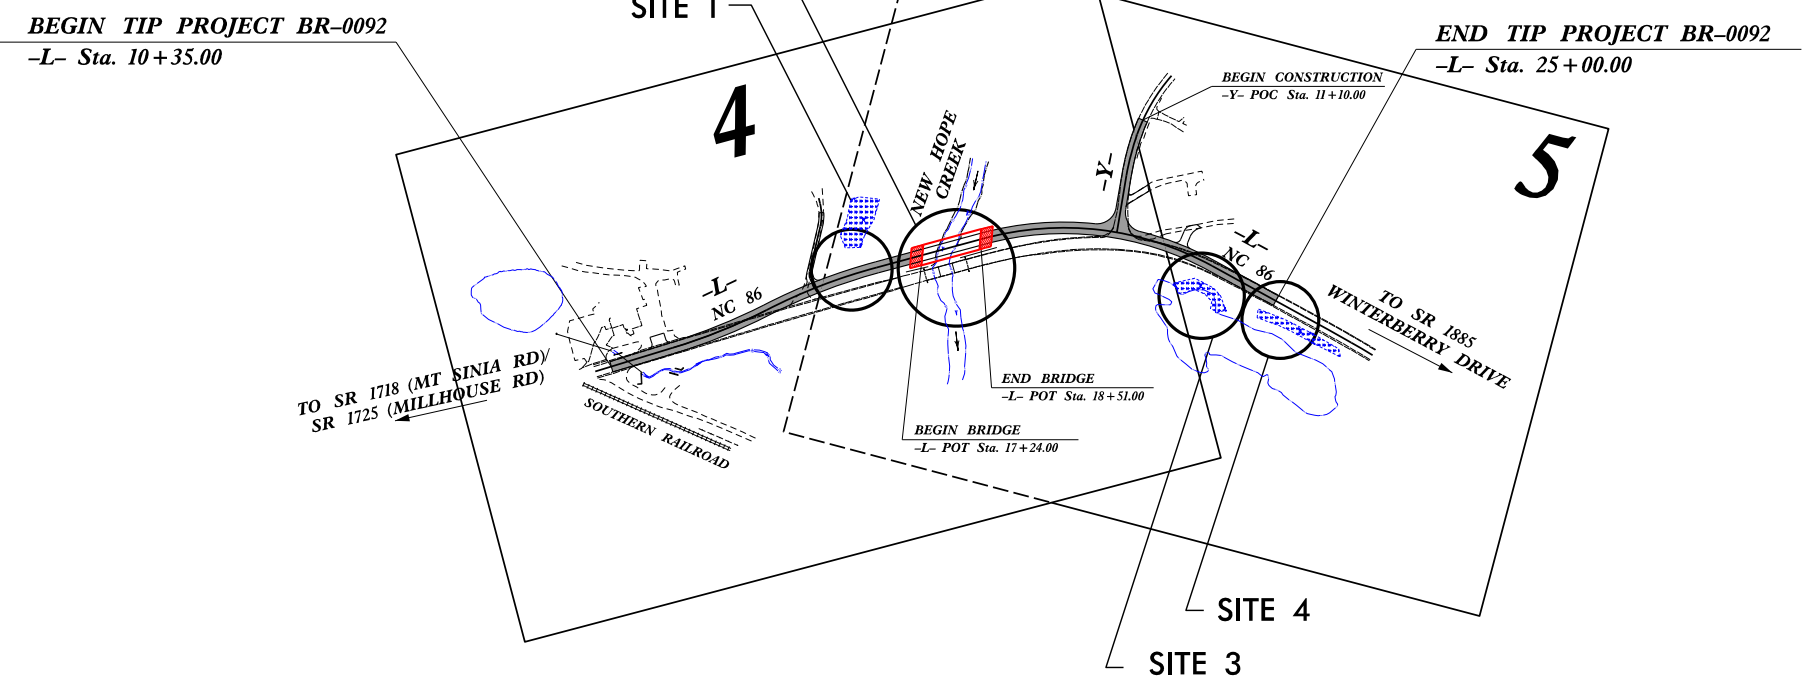 SITE 1
BEGIN TIP PROJECT BR–0092
–L– Sta. 10+35.00
END TIP PROJECT BR–0092
–L– Sta. 25+00.00
BEGIN CONSTRUCTION
–Y– POC Sta. 11+10.00
4
5
NEW HOPE
CREEK
–Y–
–L–
NC 86
–L–
NC 86
TO SR 1885
WINTERBERRY DRIVE
TO SR 1718 (MT SINIA RD)/
SR 1725 (MILLHOUSE RD)
SOUTHERN RAILROAD
END BRIDGE
–L– POT Sta. 18+51.00
BEGIN BRIDGE
–L– POT Sta. 17+24.00
SITE 4
SITE 3